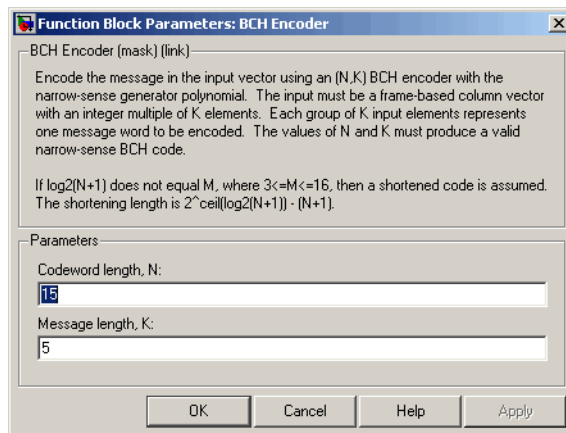 Function Block Parameters: BCH Encoder
BCH Encoder (mask) (link)
Encode the message in the input vector using an (N,K) BCH encoder with the
narrow-sense generator polynomial. The input must be a frame-based column vector
with an integer multiple of K elements. Each group of K input elements represents
one message word to be encoded. The values of N and K must produce a valid
narrow-sense BCH code.
If log2(N+1) does not equal M, where 3<=M<=16, then a shortened code is assumed.
The shortening length is 2^ceil(log2(N+1)) - (N+1).
Parameters
Codeword length, N:
15
Message length, K:
5
OK Cancel Help Apply